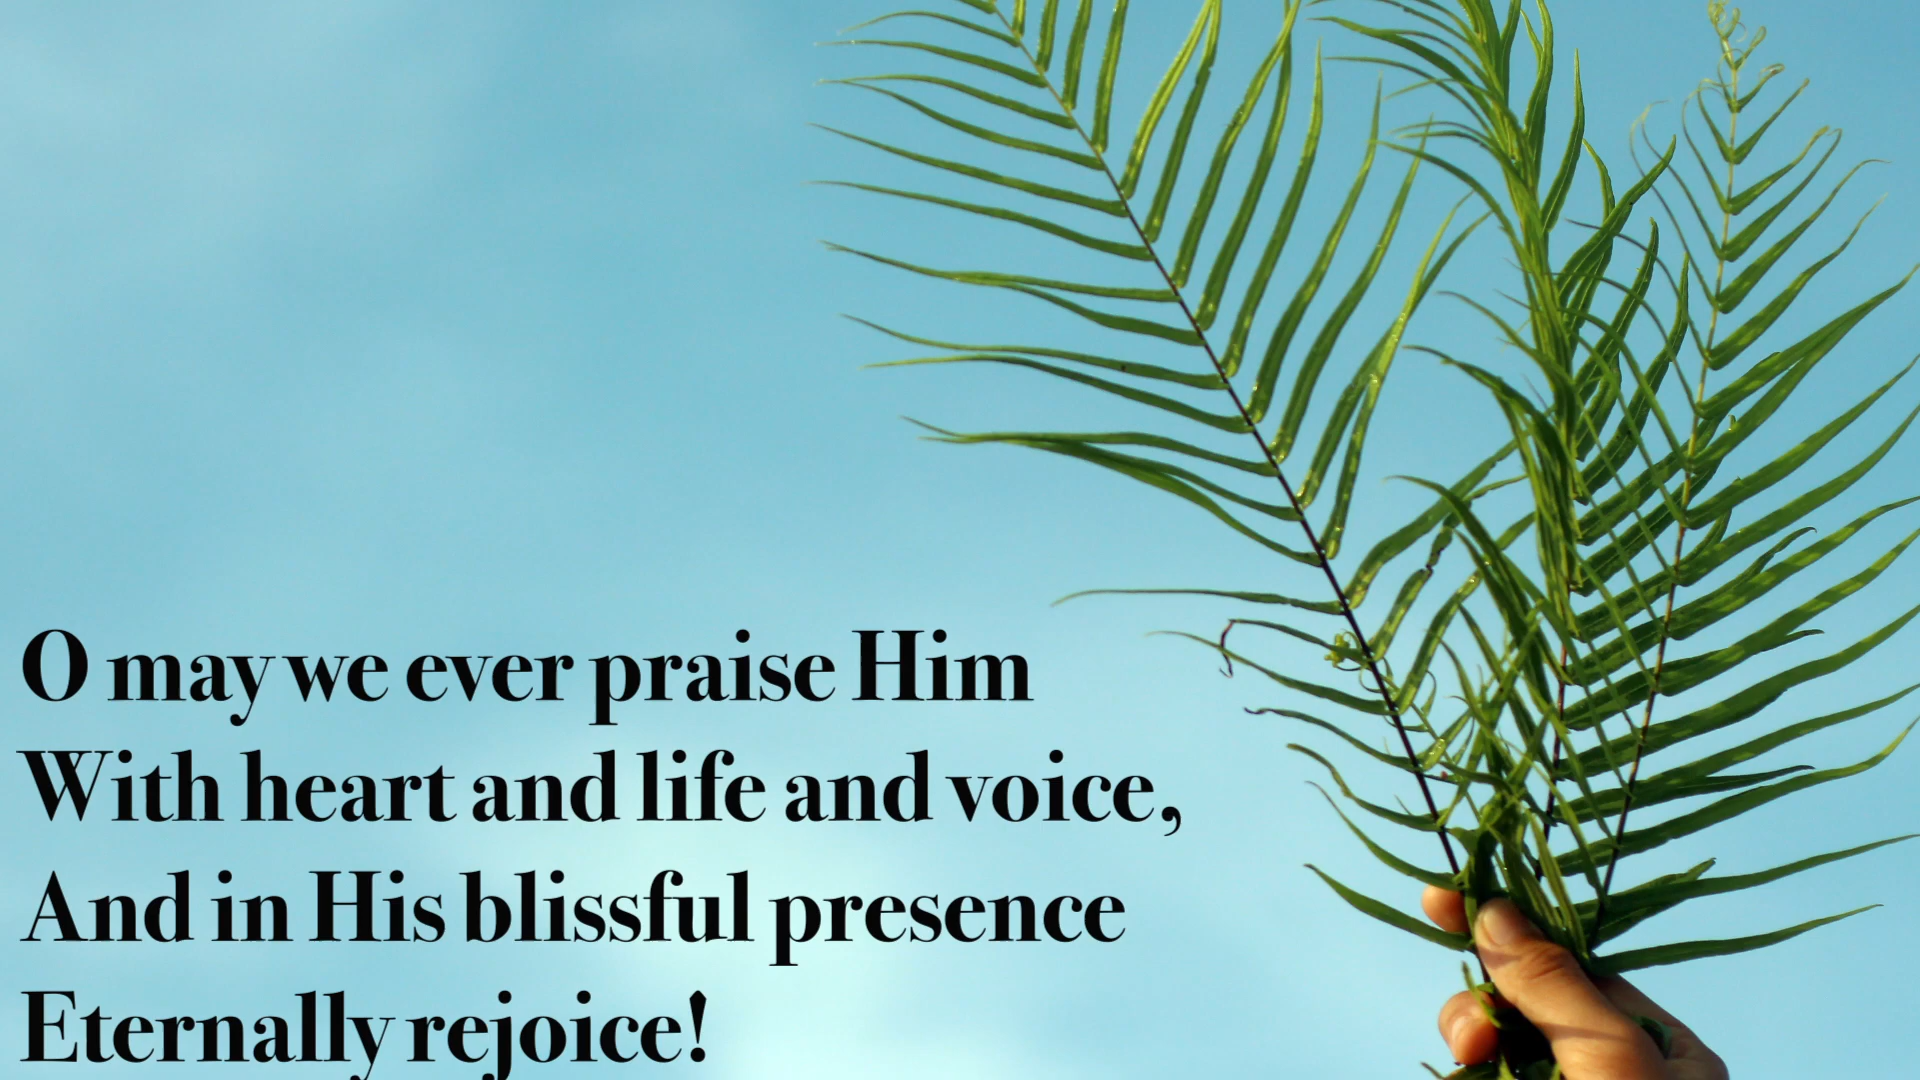 O may we ever praise Him
With heart and life and voice,
And in His blissful presence
Eternally rejoice!